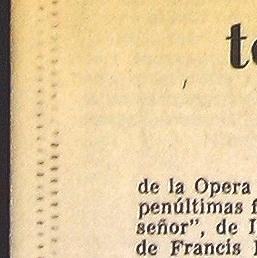 te
de la Opera
penúltimas
señor", de
de Francis